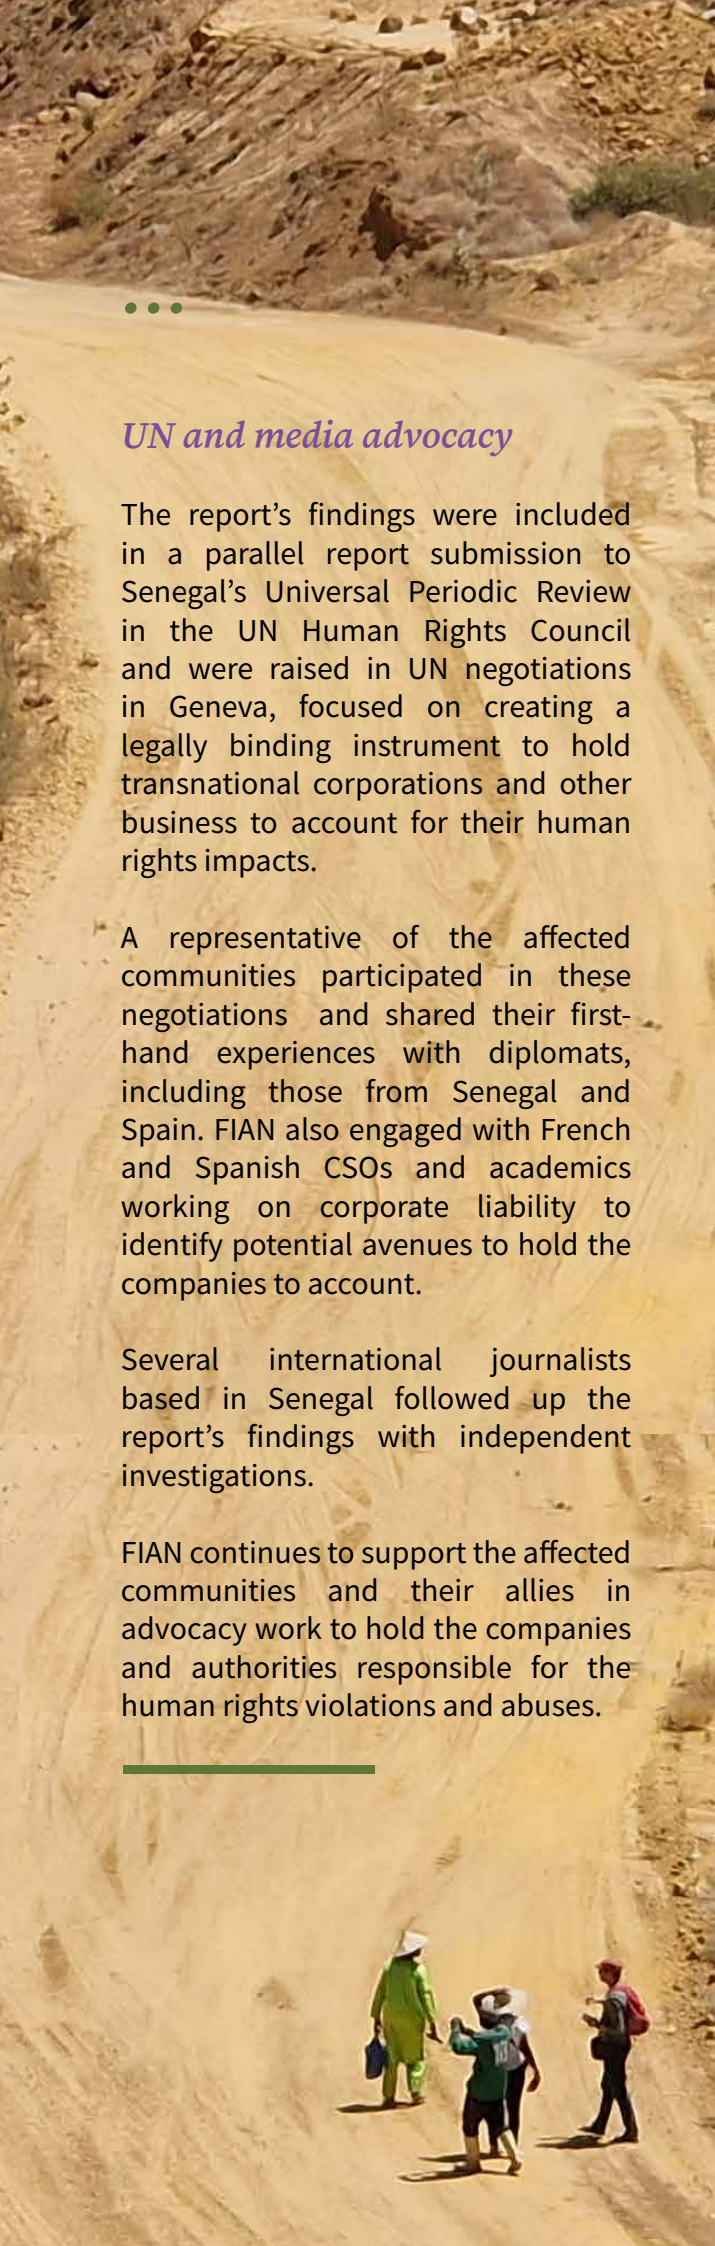 UN and media advocacy
The report’s findings were included
in a parallel report submission to
Senegal’s Universal Periodic Review
in the UN Human Rights Council
and were raised in UN negotiations
in Geneva, focused on creating a
legally binding instrument to hold
transnational corporations and other
business to account for their human
rights impacts.
A representative of the affected
communities participated in these
negotiations and shared their first-
hand experiences with diplomats,
including those from Senegal and
Spain. FIAN also engaged with French
and Spanish CSOs and academics
working on corporate liability to
identify potential avenues to hold the
companies to account.
Several international journalists
based in Senegal followed up the
report’s findings with independent
investigations.
FIAN continues to support the affected
communities and their allies in
advocacy work to hold the companies
and authorities responsible for the
human rights violations and abuses.